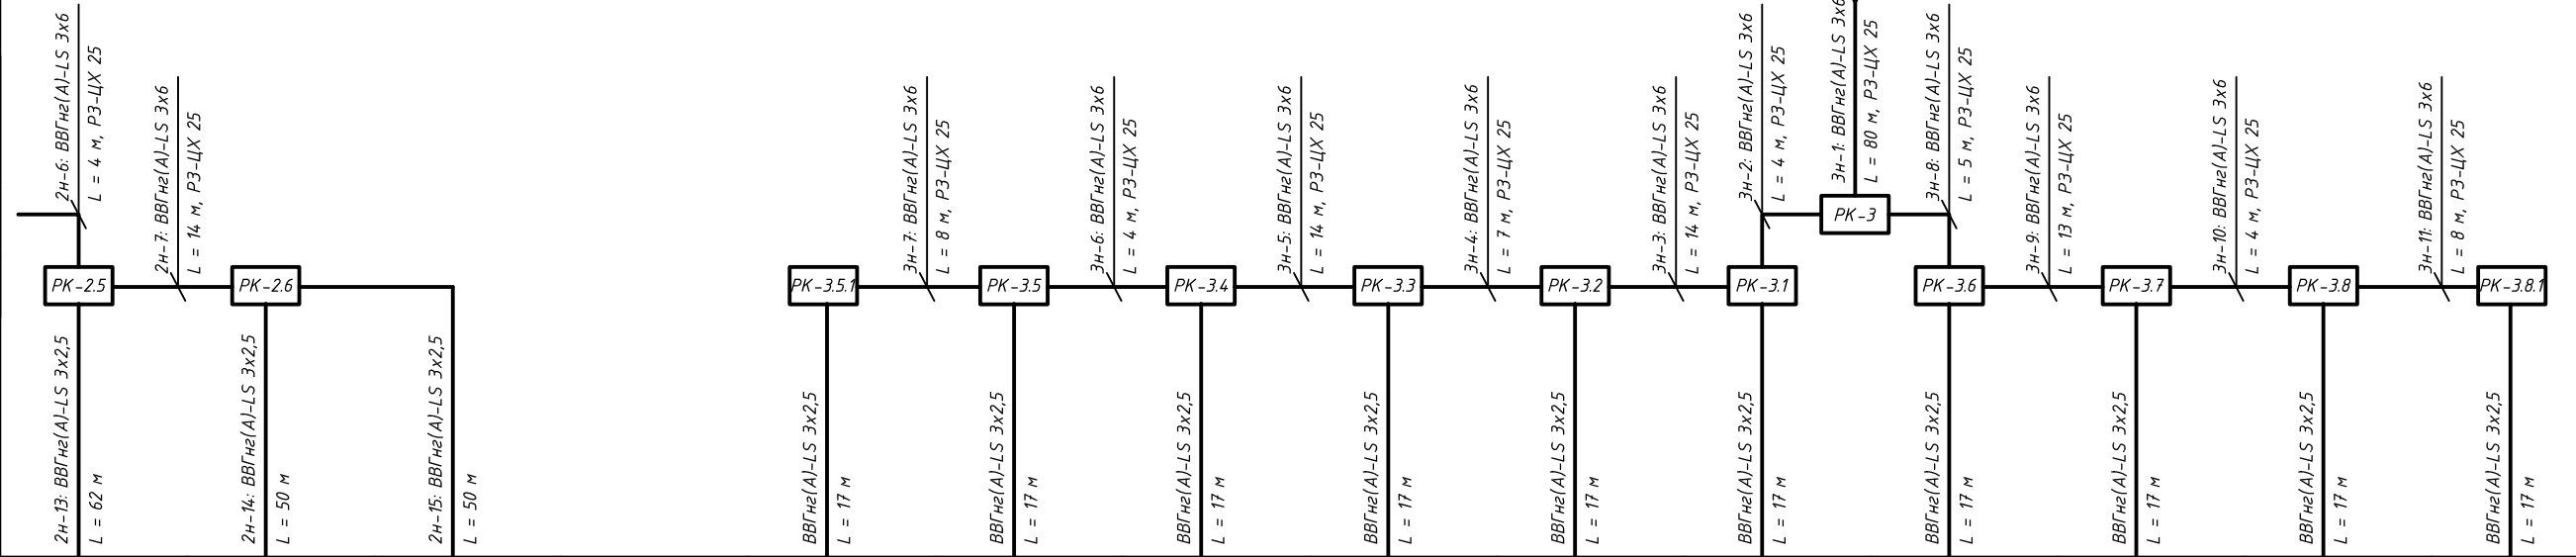 2н-6: ВВГнг(А)-LS 3х6
L = 4 м, РЗ-ЦХ 25
2н-7: ВВГнг(А)-LS 3х6
L = 14 м, РЗ-ЦХ 25
3н-7: ВВГнг(А)-LS 3х6
L = 8 м, РЗ-ЦХ 25
3н-6: ВВГнг(А)-LS 3х6
L = 4 м, РЗ-ЦХ 25
3н-5: ВВГнг(А)-LS 3х6
L = 14 м, РЗ-ЦХ 25
3н-4: ВВГнг(А)-LS 3х6
L = 7 м, РЗ-ЦХ 25
3н-3: ВВГнг(А)-LS 3х6
L = 14 м, РЗ-ЦХ 25
3н-2: ВВГнг(А)-LS 3х6
L = 4 м, РЗ-ЦХ 25
3н-1: ВВГнг(А)-LS 3х6
L = 80 м, РЗ-ЦХ 25
3н-8: ВВГнг(А)-LS 3х6
L = 5 м, РЗ-ЦХ 25
3н-9: ВВГнг(А)-LS 3х6
L = 13 м, РЗ-ЦХ 25
3н-10: ВВГнг(А)-LS 3х6
L = 4 м, РЗ-ЦХ 25
3н-11: ВВГнг(А)-LS 3х6
L = 8 м, РЗ-ЦХ 25
РК-3
РК-2.5
РК-2.6
РК-3.5.1
РК-3.5
РК-3.4
РК-3.3
РК-3.2
РК-3.1
РК-3.6
РК-3.7
РК-3.8
РК-3.8.1
2н-13: ВВГнг(А)-LS 3х2,5
L = 62 м
2н-14: ВВГнг(А)-LS 3х2,5
L = 50 м
2н-15: ВВГнг(А)-LS 3х2,5
L = 50 м
ВВГнг(А)-LS 3х2,5
L = 17 м
ВВГнг(А)-LS 3х2,5
L = 17 м
ВВГнг(А)-LS 3х2,5
L = 17 м
ВВГнг(А)-LS 3х2,5
L = 17 м
ВВГнг(А)-LS 3х2,5
L = 17 м
ВВГнг(А)-LS 3х2,5
L = 17 м
ВВГнг(А)-LS 3х2,5
L = 17 м
ВВГнг(А)-LS 3х2,5
L = 17 м
ВВГнг(А)-LS 3х2,5
L = 17 м
ВВГнг(А)-LS 3х2,5
L = 17 м